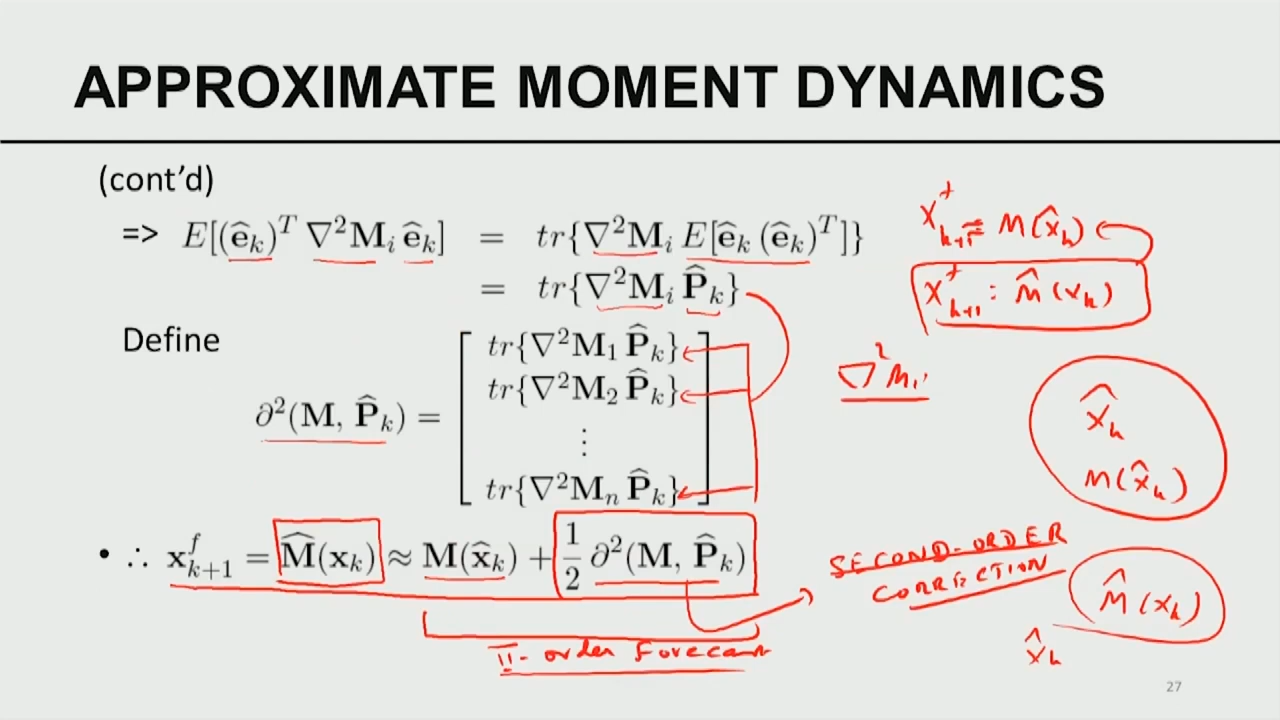 APPROXIMATE MOMENT DYNAMICS
(cont'd)
=> E[(ê_k)^T ∇²M_i ê_k] = tr{∇²M_i E[ê_k (ê_k)^T]}
= tr{∇²M_i P̂_k}
Define
∂²(M, P̂_k) = [ tr{∇²M_1 P̂_k}
tr{∇²M_2 P̂_k}
⋮
tr{∇²M_n P̂_k} ]
• ∴ x^f_{k+1} = M̂(x_k) ≈ M(x̂_k) + 1/2 ∂²(M, P̂_k)
II-order Forecast
x^f_{k+1} = M(x̂_k)
x^f_{k+1} : M̂(x_k)
∇²M_i
x̂_k
M(x̂_k)
SECOND-ORDER
CORRECTION
M̂(x_k)
x̂_k
27